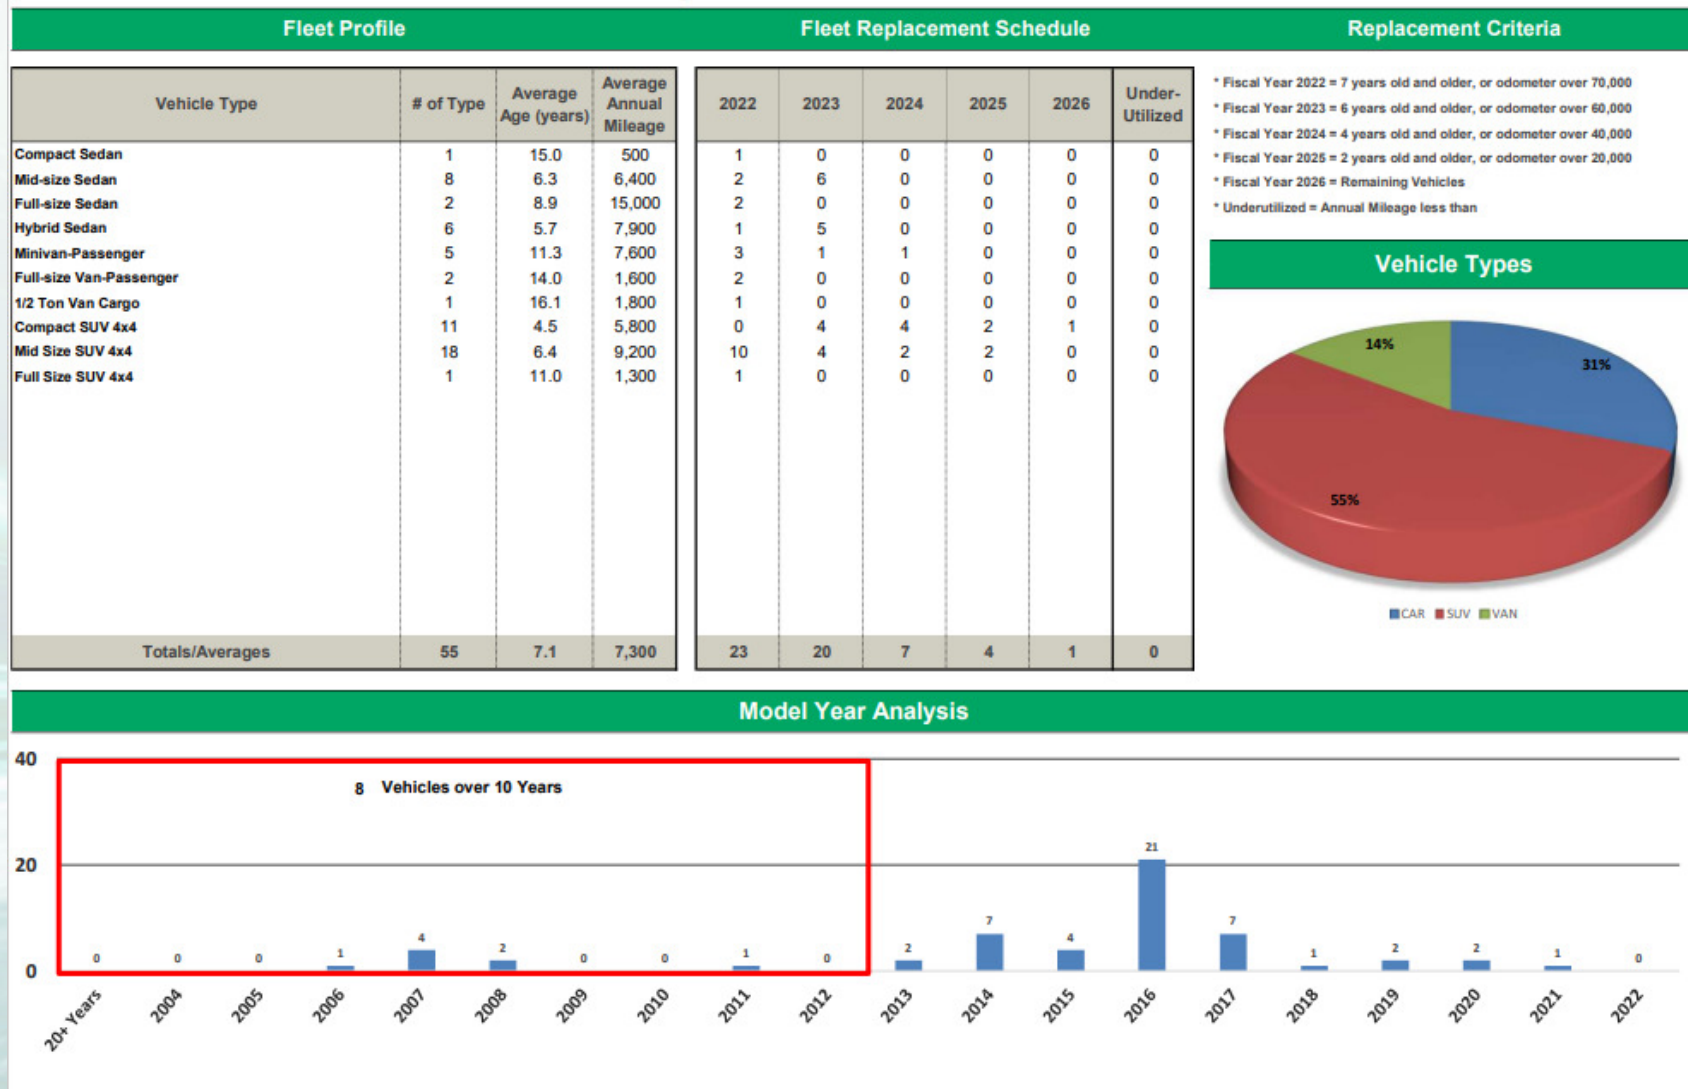 Fleet Profile
Fleet Replacement Schedule
Replacement Criteria
Vehicle Type # of Type Average Age (years) Average Annual Mileage
2022 2023 2024 2025 2026 Under-Utilized
Compact Sedan 1 15.0 500 1 0 0 0 0 0
Mid-size Sedan 8 6.3 6,400 2 6 0 0 0 0
Full-size Sedan 2 8.9 15,000 2 0 0 0 0 0
Hybrid Sedan 6 5.7 7,900 1 5 0 0 0 0
Minivan-Passenger 5 11.3 7,600 3 1 1 0 0 0
Full-size Van-Passenger 2 14.0 1,600 2 0 0 0 0 0
1/2 Ton Van Cargo 1 16.1 1,800 1 0 0 0 0 0
Compact SUV 4x4 11 4.5 5,800 0 4 4 2 1 0
Mid Size SUV 4x4 18 6.4 9,200 10 4 2 2 0 0
Full Size SUV 4x4 1 11.0 1,300 1 0 0 0 0 0
Totals/Averages 55 7.1 7,300 23 20 7 4 1 0
* Fiscal Year 2022 = 7 years old and older, or odometer over 70,000
* Fiscal Year 2023 = 6 years old and older, or odometer over 60,000
* Fiscal Year 2024 = 4 years old and older, or odometer over 40,000
* Fiscal Year 2025 = 2 years old and older, or odometer over 20,000
* Fiscal Year 2026 = Remaining Vehicles
* Underutilized = Annual Mileage less than
Vehicle Types
14%
31%
55%
CAR SUV VAN
Model Year Analysis
40
8 Vehicles over 10 Years
20
0
0 0 0 1 4 2 0 0 1 0 2 7 4 21 7 1 2 2 1 0
20+ Years 2004 2005 2006 2007 2008 2009 2010 2011 2012 2013 2014 2015 2016 2017 2018 2019 2020 2021 2022